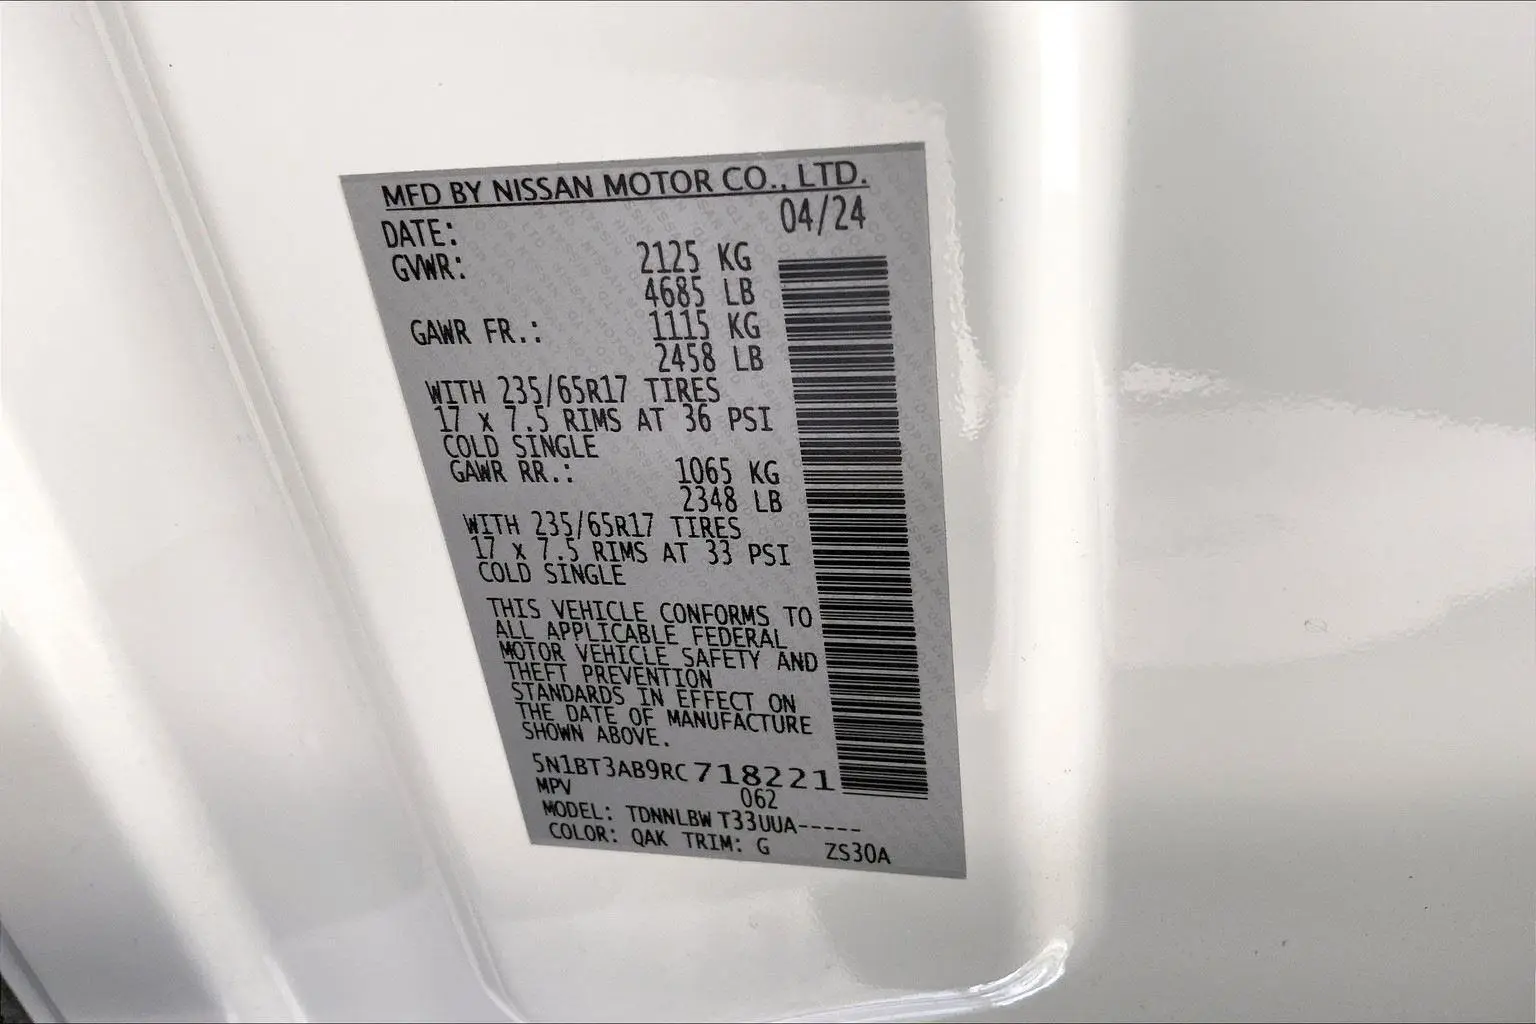 MFD BY NISSAN MOTOR CO., LTD.
DATE: 04/24
GVWR: 2125 KG
4685 LB
GAWR FR.: 1115 KG
2458 LB
WITH 235/65R17 TIRES
17 X 7.5 RIMS AT 36 PSI
COLD SINGLE
GAWR RR.: 1065 KG
2348 LB
WITH 235/65R17 TIRES
17 X 7.5 RIMS AT 33 PSI
COLD SINGLE
THIS VEHICLE CONFORMS TO
ALL APPLICABLE FEDERAL
MOTOR VEHICLE SAFETY AND
THEFT PREVENTION
STANDARDS IN EFFECT ON
THE DATE OF MANUFACTURE
SHOWN ABOVE.
5N1BT3AB9RC718221
MPV 062
MODEL: TDNNLBW T33UUA-----
COLOR: QAK TRIM: G ZS30A